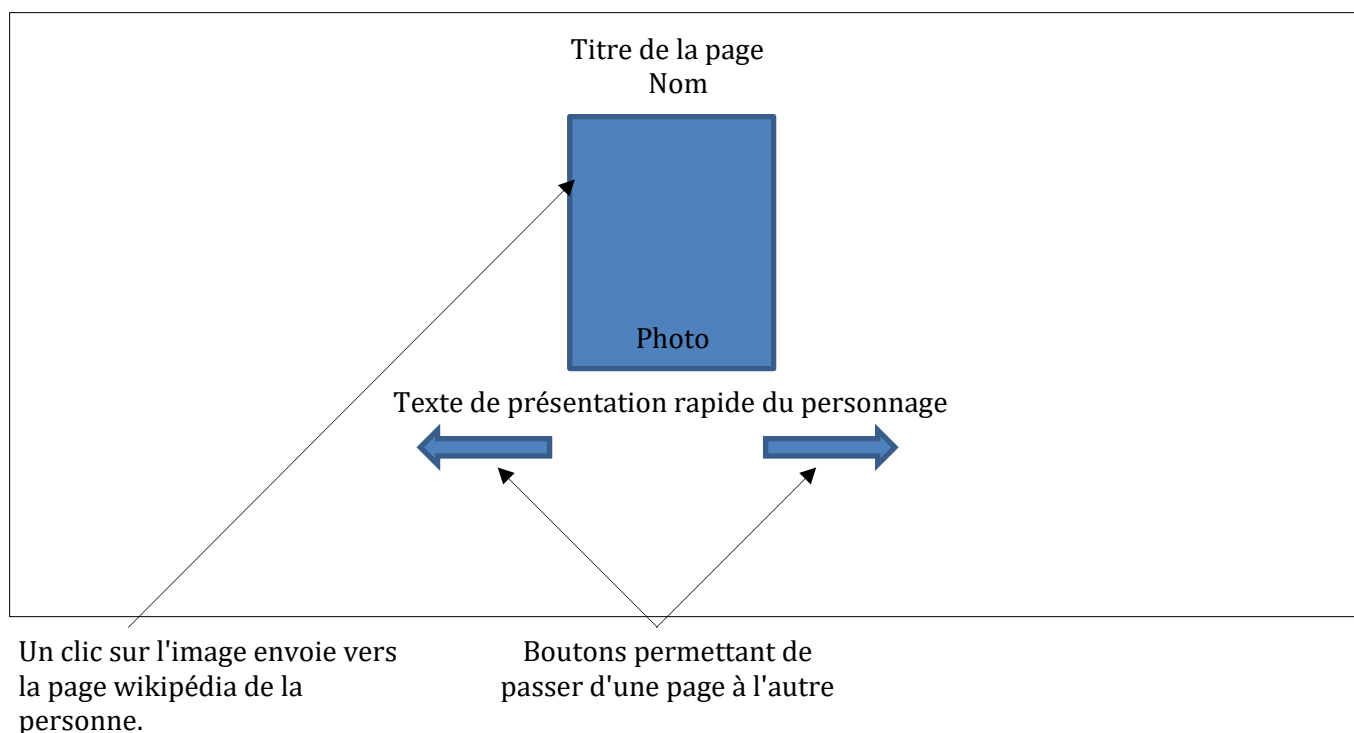 Titre de la page
Nom
Photo
Texte de présentation rapide du personnage
Un clic sur l'image envoie vers
la page wikipédia de la
personne.
Boutons permettant de
passer d'une page à l'autre